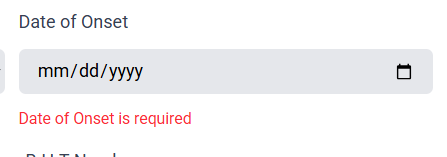 Date of Onset
mm/dd/yyyy
Date of Onset is required